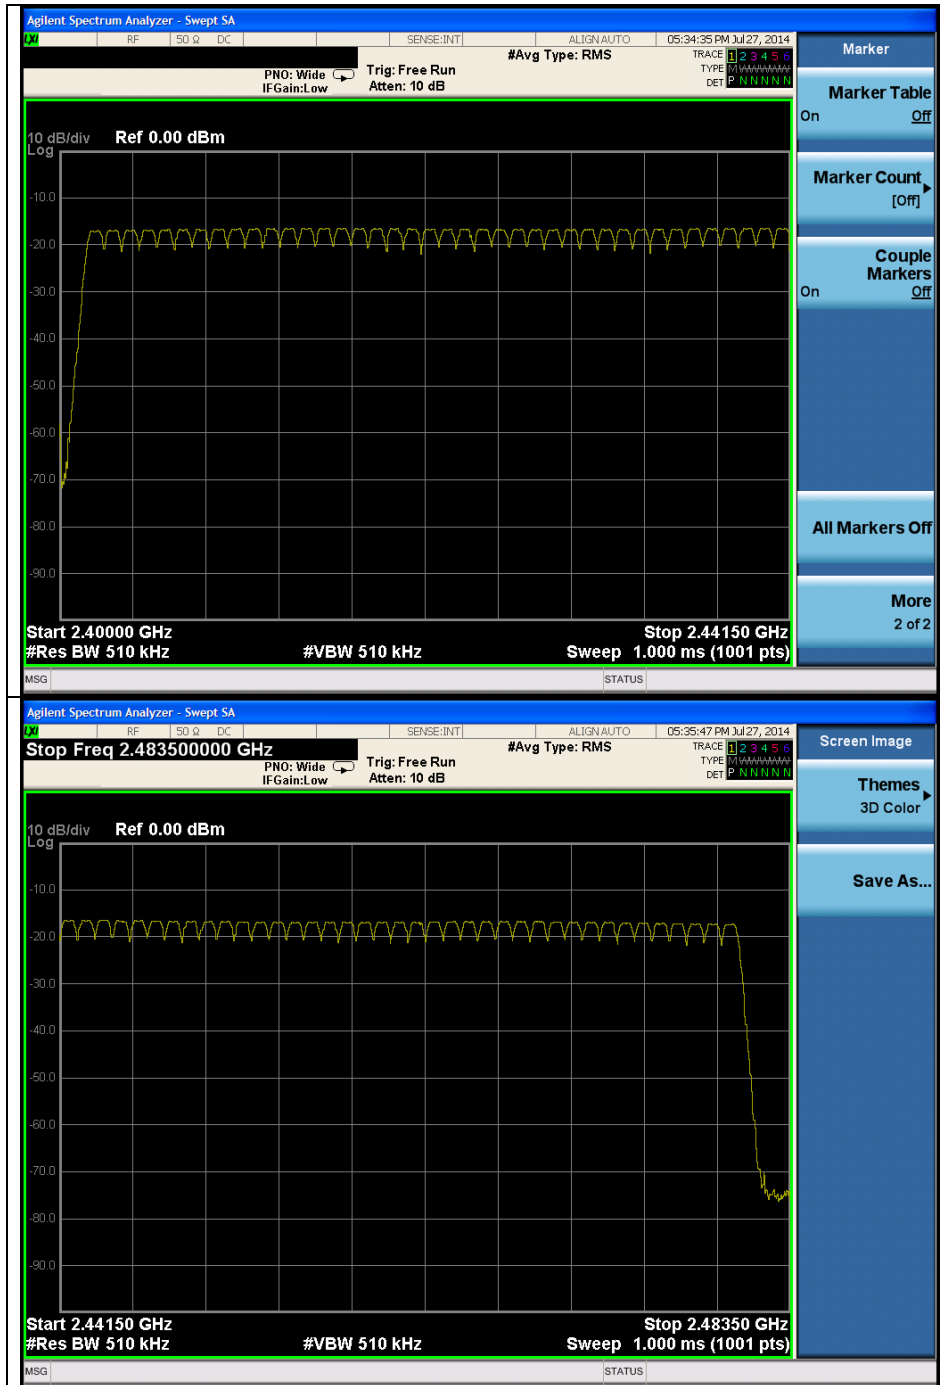 Agilent Spectrum Analyzer - Swept SA
LXI RF 50 Ω DC SENSE:INT ALIGN AUTO 05:34:35 PM Jul 27, 2014
#Avg Type: RMS TRACE 1 2 3 4 5 6
PNO: Wide Trig: Free Run TYPE M WWWWW
IFGain:Low Atten: 10 dB DET P N N N N N
Marker
Marker Table
On Off
Marker Count
[Off]
Couple
Markers
On Off
All Markers Off
More
2 of 2
10 dB/div Ref 0.00 dBm
Log
-10.0
-20.0
-30.0
-40.0
-50.0
-60.0
-70.0
-80.0
-90.0
Start 2.40000 GHz Stop 2.44150 GHz
#Res BW 510 kHz #VBW 510 kHz Sweep 1.000 ms (1001 pts)
MSG STATUS
Agilent Spectrum Analyzer - Swept SA
LXI RF 50 Ω DC SENSE:INT ALIGN AUTO 05:35:47 PM Jul 27, 2014
Stop Freq 2.483500000 GHz #Avg Type: RMS TRACE 1 2 3 4 5 6
PNO: Wide Trig: Free Run TYPE M WWWWW
IFGain:Low Atten: 10 dB DET P N N N N N
Screen Image
Themes
3D Color
Save As...
10 dB/div Ref 0.00 dBm
Log
-10.0
-20.0
-30.0
-40.0
-50.0
-60.0
-70.0
-80.0
-90.0
Start 2.44150 GHz Stop 2.48350 GHz
#Res BW 510 kHz #VBW 510 kHz Sweep 1.000 ms (1001 pts)
MSG STATUS